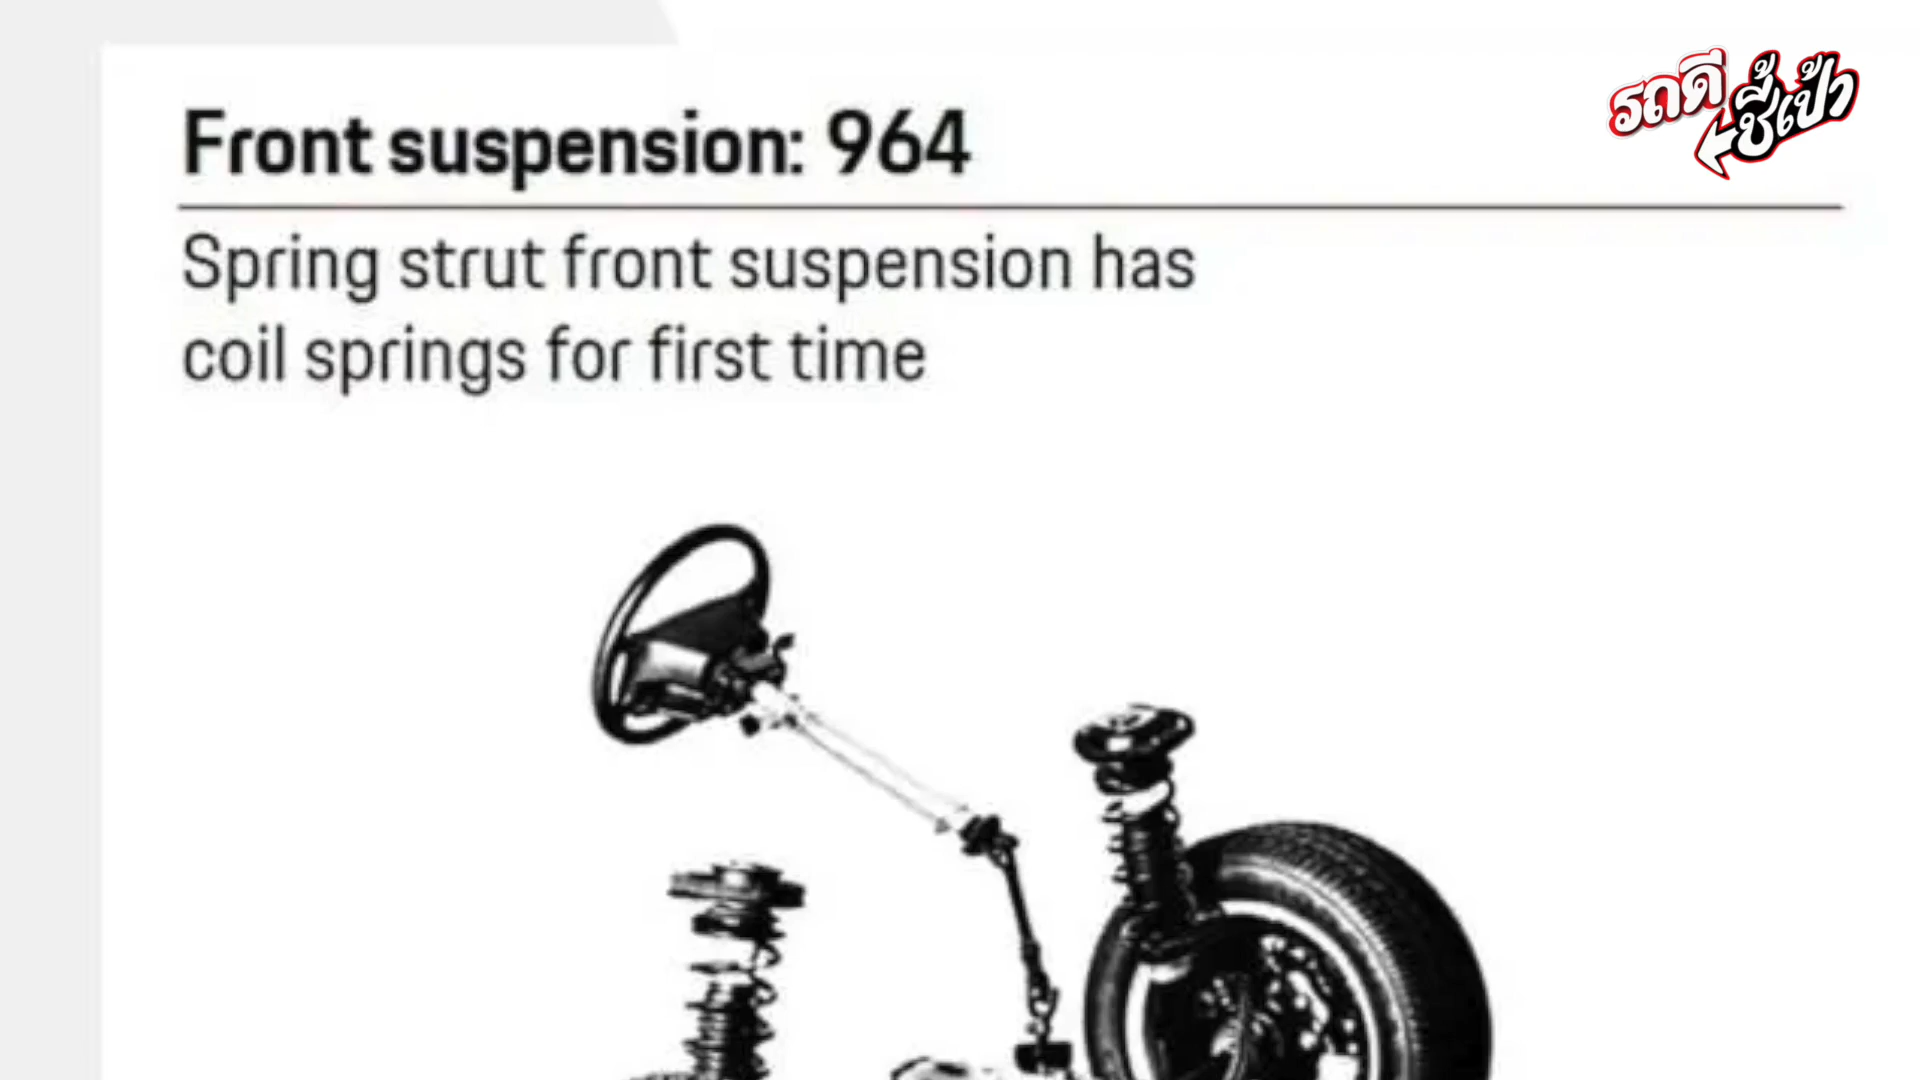 Front suspension: 964
รถดี
ชี้เป้า
Spring strut front suspension has
coil springs for first time